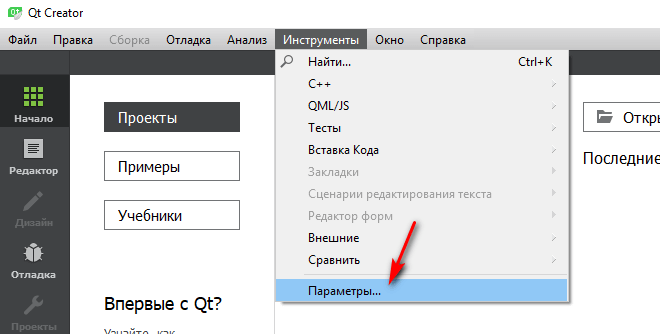 Qt Creator
Файл Правка Сборка Отладка Анализ Инструменты Окно Справка
Найти... Ctrl+K
C++
QML/JS
Тесты
Вставка Кода
Закладки
Сценарии редактирования текста
Редактор форм
Внешние
Сравнить
Параметры...
Начало
Редактор
Дизайн
Отладка
Проекты
Проекты
Примеры
Учебники
Впервые с Qt?
Узнайте, как
Откры
Последние